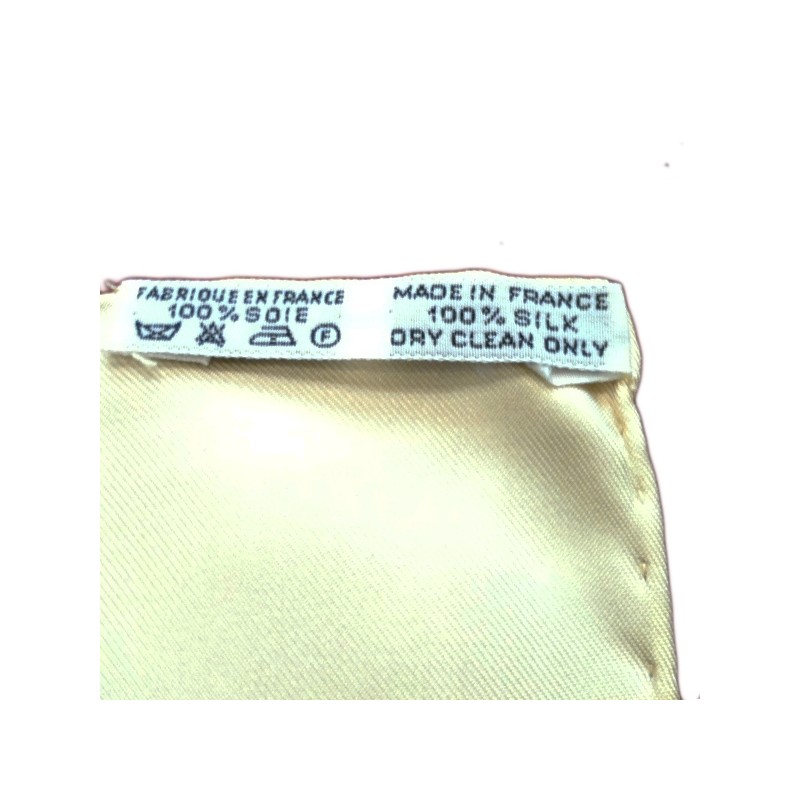 FABRIQUE EN FRANCE
100% SOIE
F
MADE IN FRANCE
100% SILK
DRY CLEAN ONLY